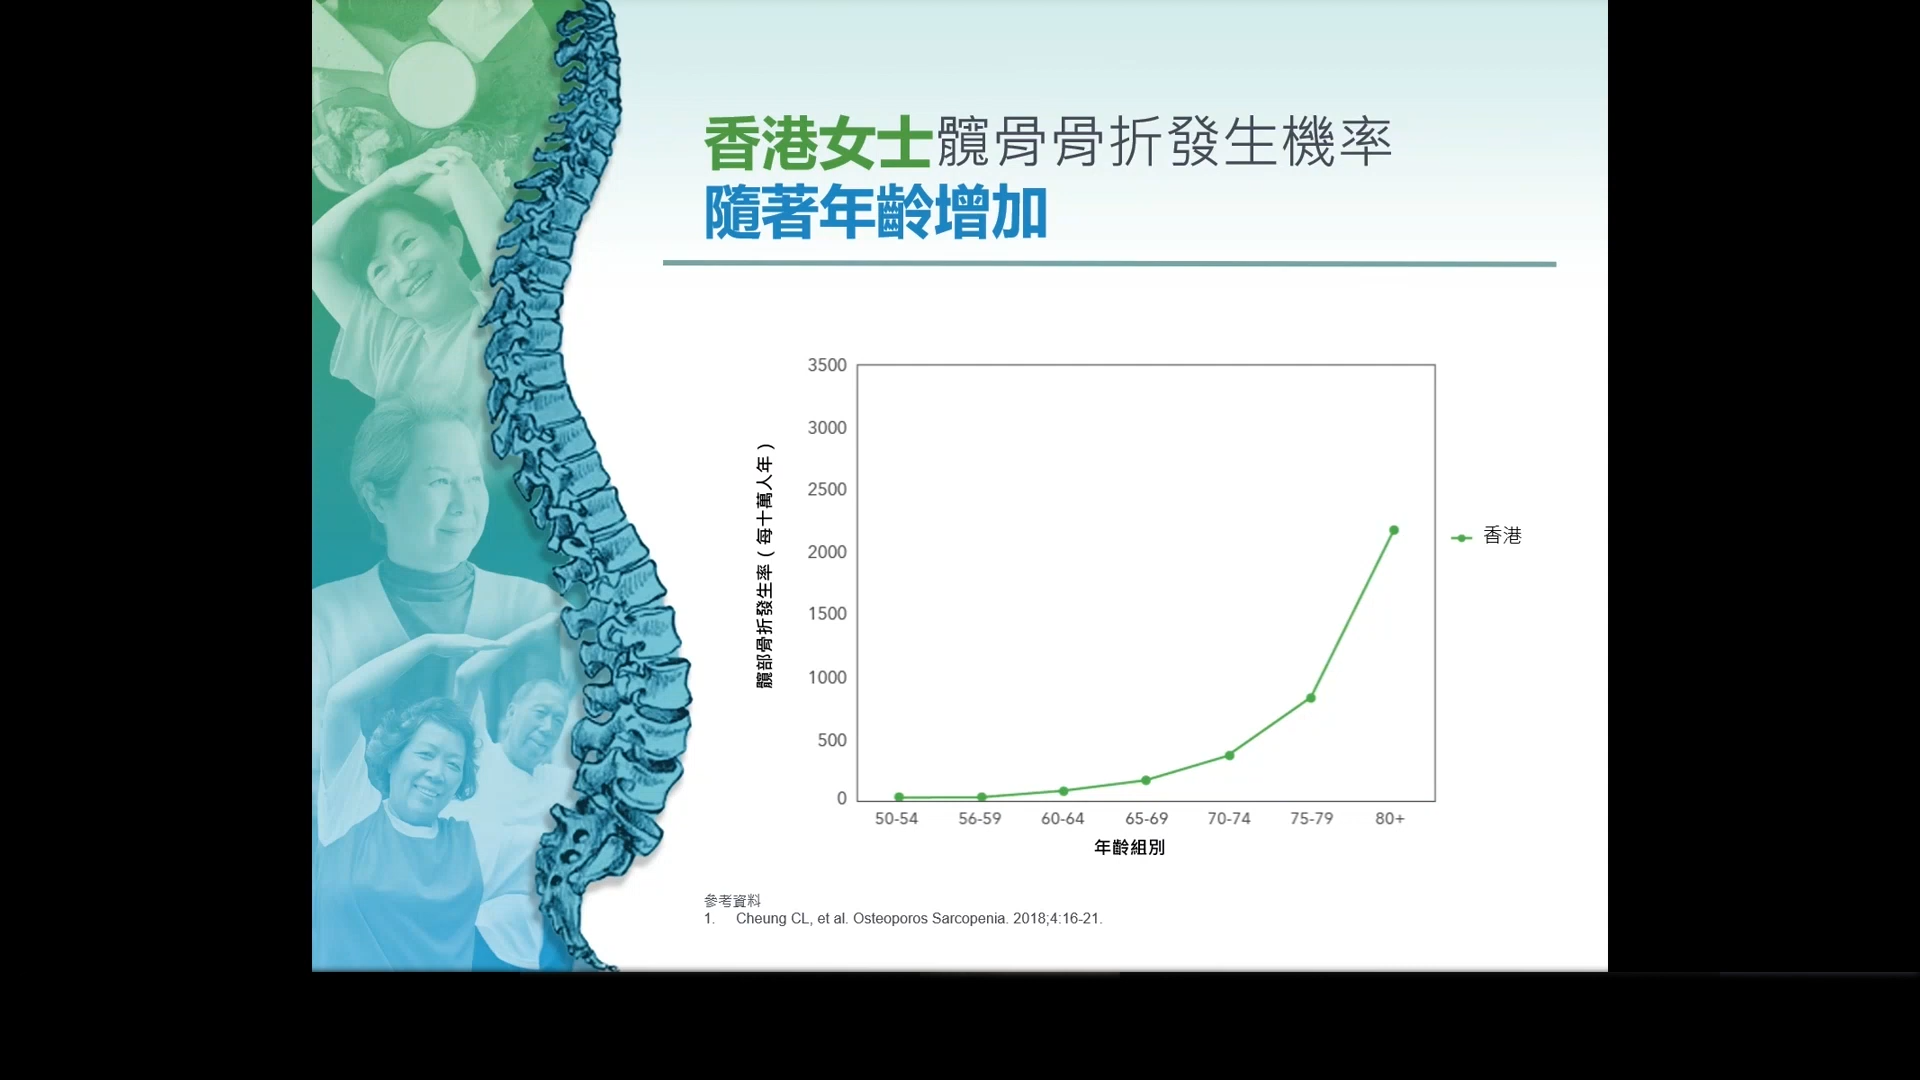 香港女士髖骨骨折發生機率
隨著年齡增加
3500
3000
2500
2000
1500
1000
500
0
髖部骨折發生率（每十萬人年）
香港
50-54 56-59 60-64 65-69 70-74 75-79 80+
年齡組別
參考資料
1. Cheung CL, et al. Osteoporos Sarcopenia. 2018;4:16-21.